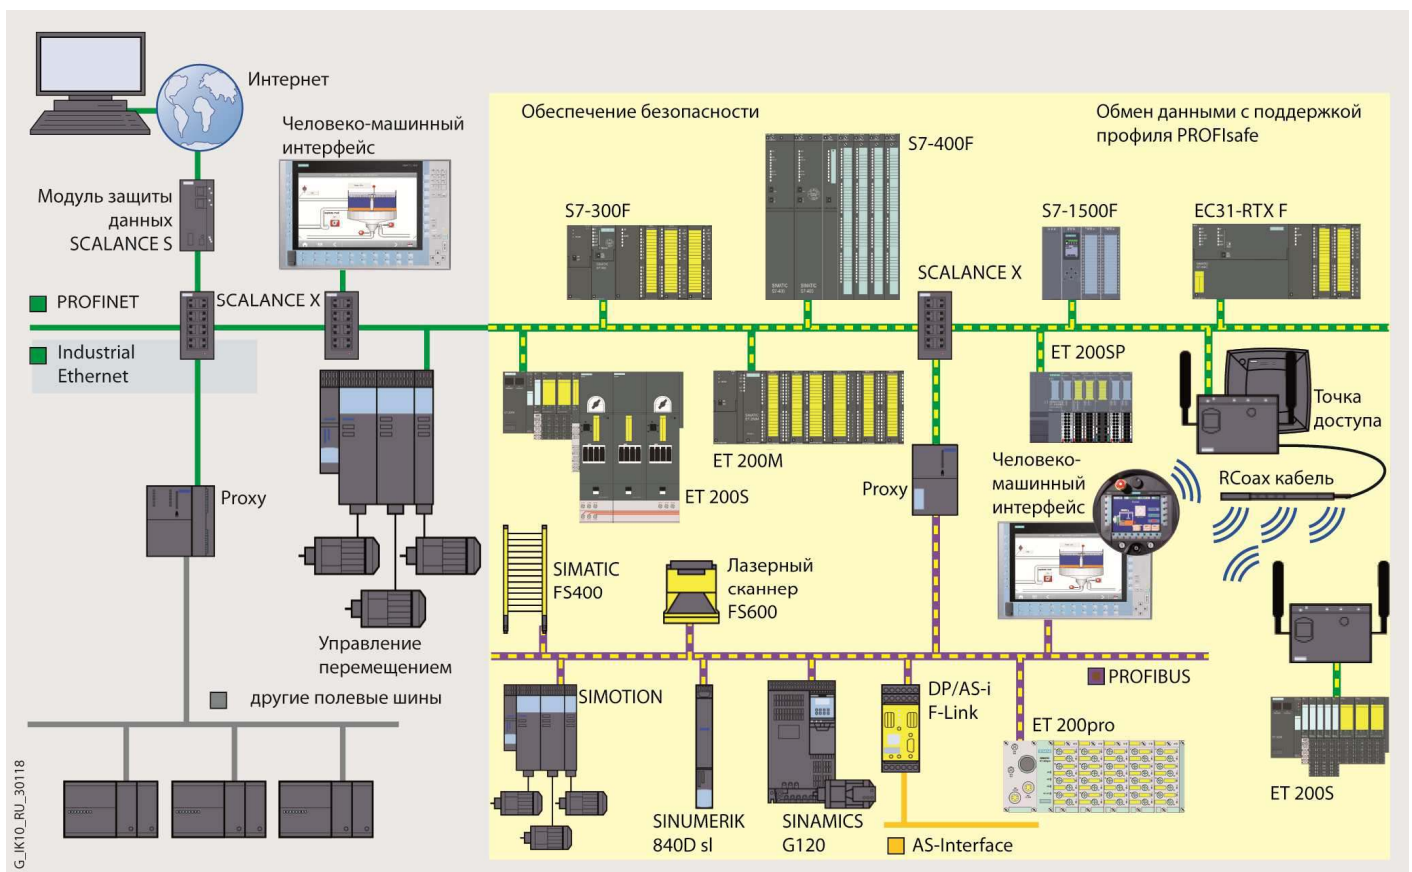 Интернет
Человеко-машинный
интерфейс
Модуль защиты
данных
SCALANCE S
PROFINET
SCALANCE X
Industrial
Ethernet
Proxy
Управление
перемещением
другие полевые шины
G_IK10_RU_30118
Обеспечение безопасности
Обмен данными с поддержкой
профиля PROFIsafe
S7-400F
S7-300F
S7-1500F
EC31-RTX F
SCALANCE X
ET 200SP
Точка
доступа
ET 200M
ET 200S
Proxy
Человеко-
машинный
интерфейс
RCoax кабель
SIMATIC
FS400
Лазерный
сканнер
FS600
PROFIBUS
SIMOTION
DP/AS-i
F-Link
ET 200pro
ET 200S
SINUMERIK
840D sl
SINAMICS
G120
AS-Interface